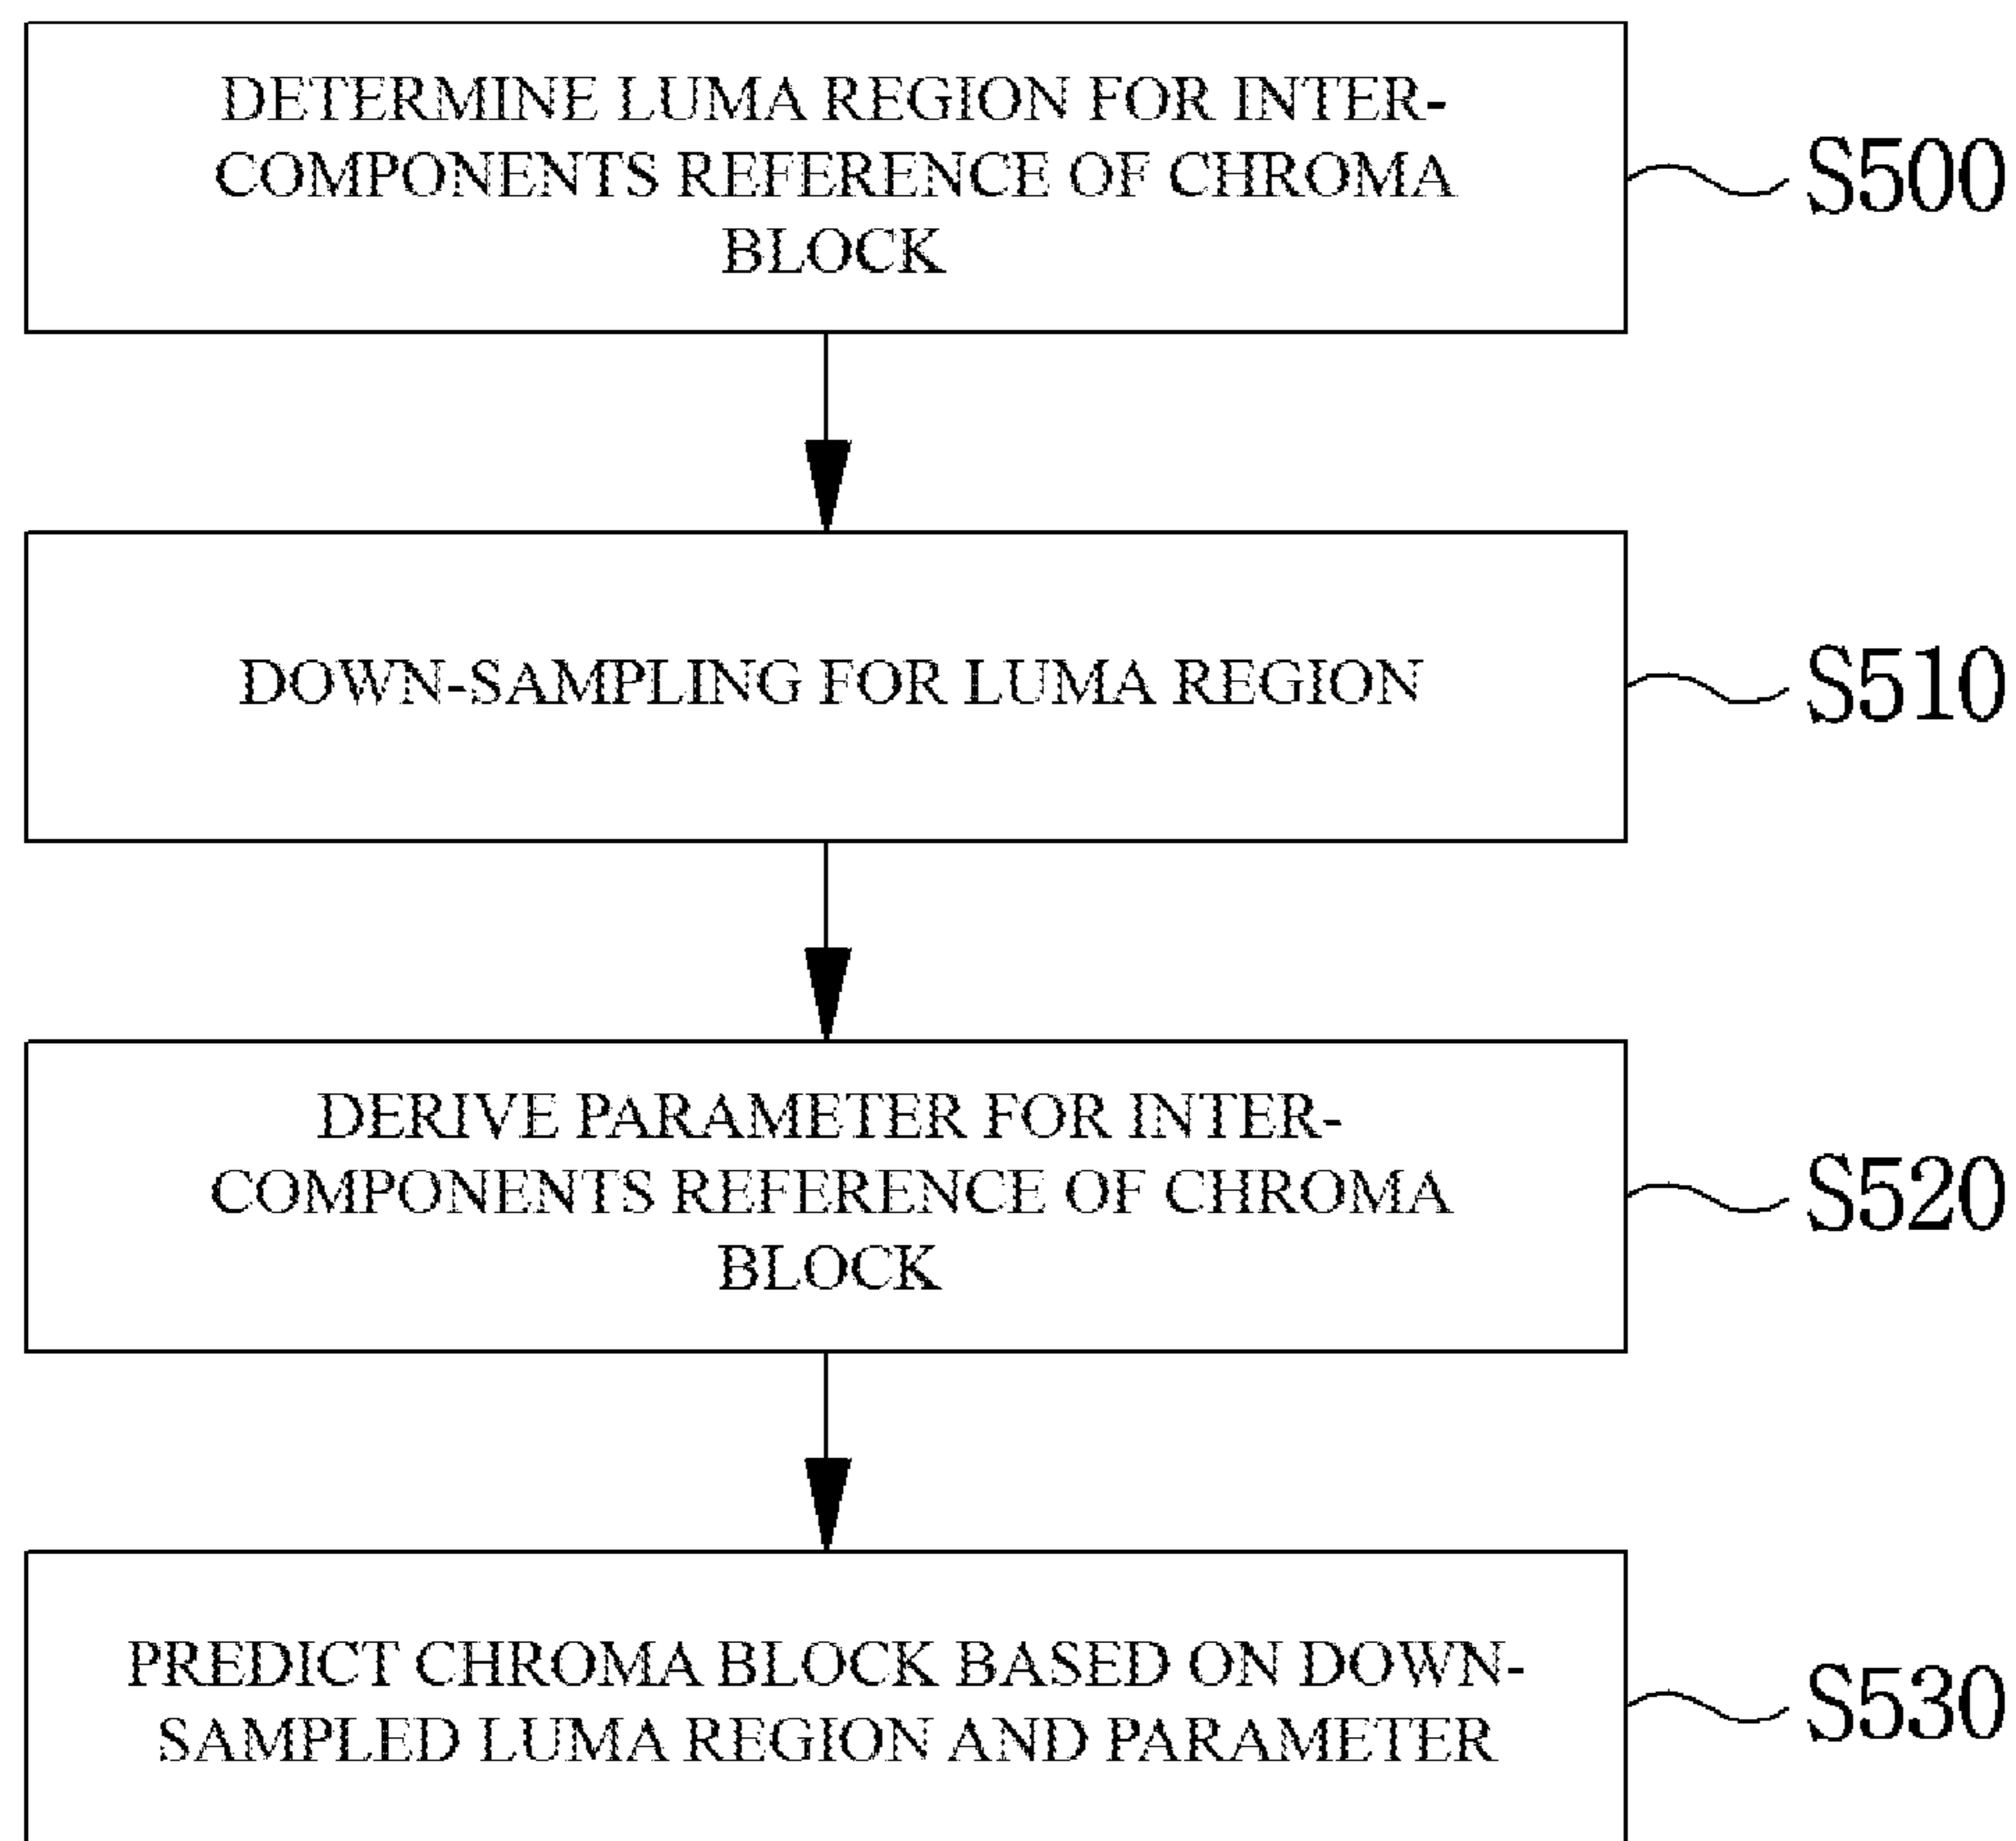 DETERMINE LUMA REGION FOR INTER-
COMPONENTS REFERENCE OF CHROMA
BLOCK
S500
DOWN-SAMPLING FOR LUMA REGION
S510
DERIVE PARAMETER FOR INTER-
COMPONENTS REFERENCE OF CHROMA
BLOCK
S520
PREDICT CHROMA BLOCK BASED ON DOWN-
SAMPLED LUMA REGION AND PARAMETER
S530